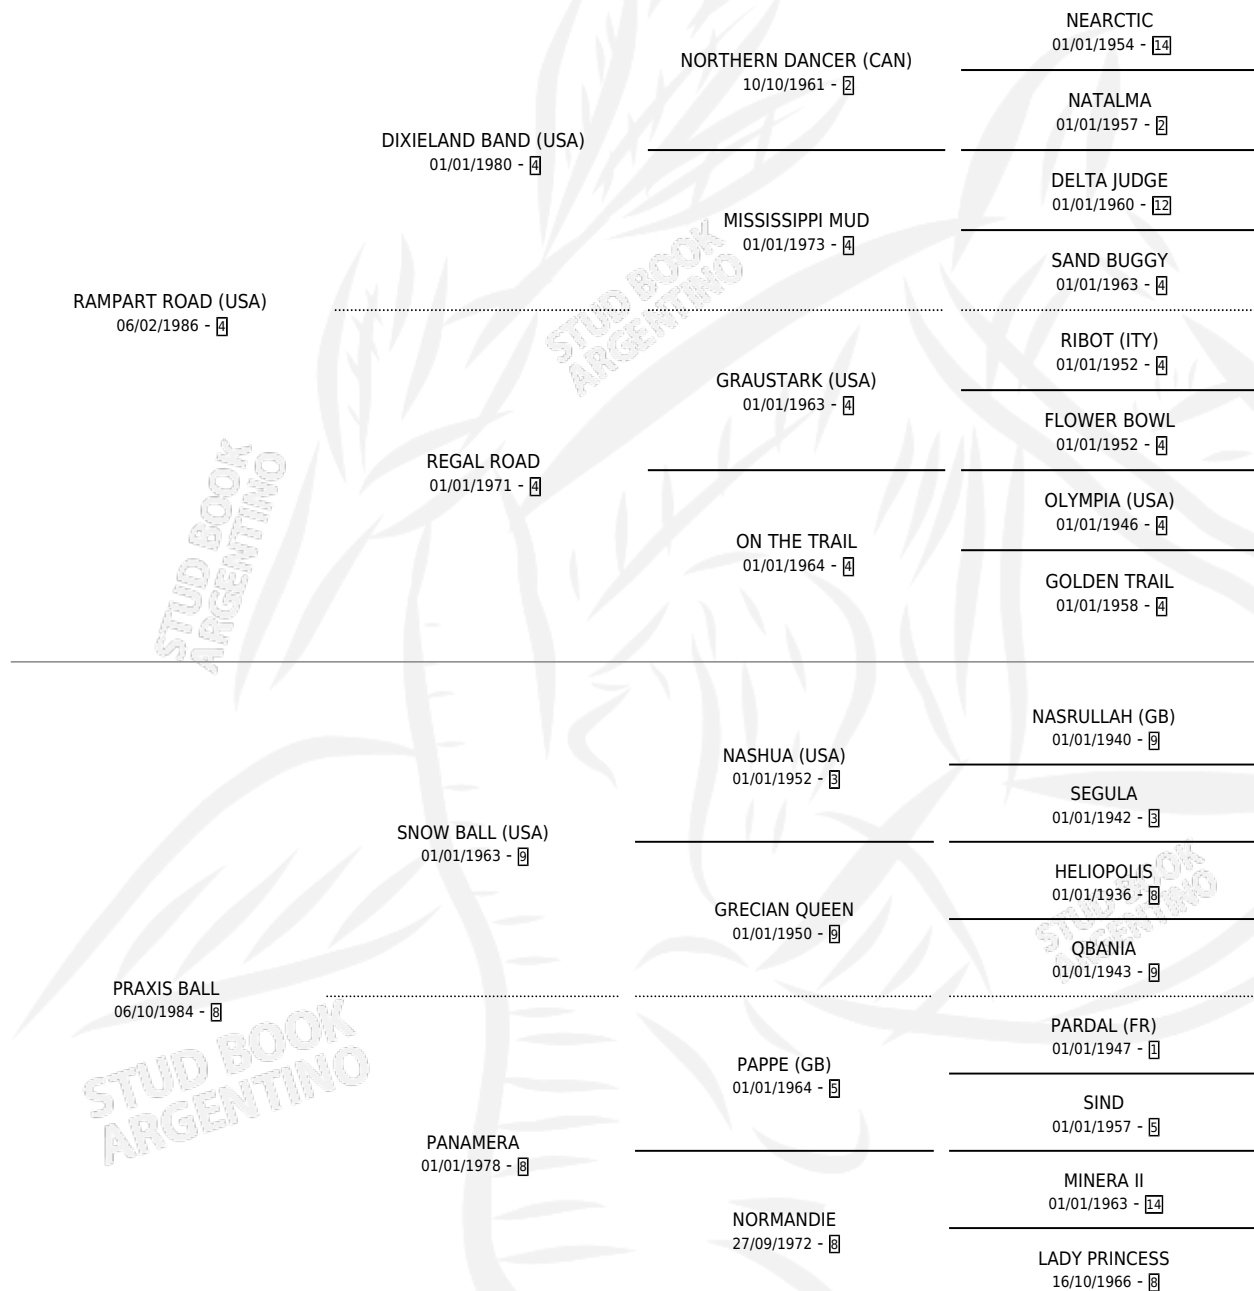 NEARCTIC
01/01/1954 - 14
NORTHERN DANCER (CAN)
10/10/1961 - 2
NATALMA
01/01/1957 - 2
DIXIELAND BAND (USA)
01/01/1980 - 4
DELTA JUDGE
01/01/1960 - 12
MISSISSIPPI MUD
01/01/1973 - 4
SAND BUGGY
01/01/1963 - 4
RAMPART ROAD (USA)
06/02/1986 - 4
STUD BOOK
ARGENTINO
RIBOT (ITY)
01/01/1952 - 4
GRAUSTARK (USA)
01/01/1963 - 4
FLOWER BOWL
01/01/1952 - 4
REGAL ROAD
01/01/1971 - 4
OLYMPIA (USA)
01/01/1946 - 4
ON THE TRAIL
01/01/1964 - 4
GOLDEN TRAIL
01/01/1958 - 4
STUD BOOK
ARGENTINO
NASRULLAH (GB)
01/01/1940 - 9
NASHUA (USA)
01/01/1952 - 3
SEGULA
01/01/1942 - 3
SNOW BALL (USA)
01/01/1963 - 9
HELIOPOLIS
01/01/1936 - 8
GRECIAN QUEEN
01/01/1950 - 9
QBANIA
01/01/1943 - 9
STUD BOOK
ARGENTINO
PRAXIS BALL
06/10/1984 - 8
PARDAL (FR)
01/01/1947 - 1
PAPPE (GB)
01/01/1964 - 5
SIND
01/01/1957 - 5
STUD BOOK
ARGENTINO
PANAMERA
01/01/1978 - 8
MINERA II
01/01/1963 - 14
NORMANDIE
27/09/1972 - 8
LADY PRINCESS
16/10/1966 - 8